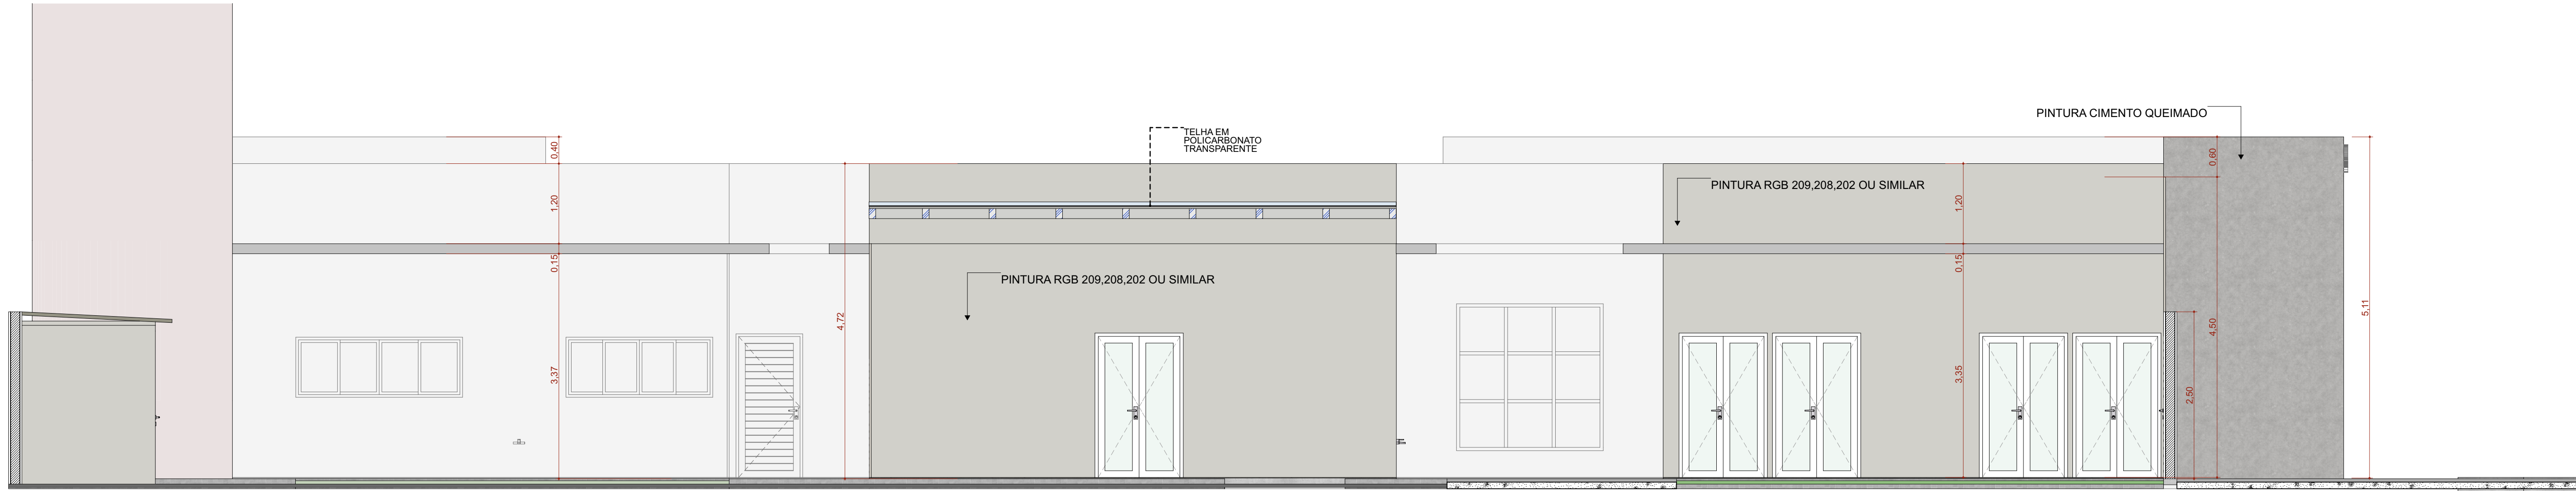 PINTURA CIMENTO QUEIMADO
TELHA EM
POLICARBONATO
TRANSPARENTE
0,40
0,60
1,20
PINTURA RGB 209,208,202 OU SIMILAR
1,20
0,15
PINTURA RGB 209,208,202 OU SIMILAR
0,15
5,11
4,72
4,50
3,37
3,35
2,50